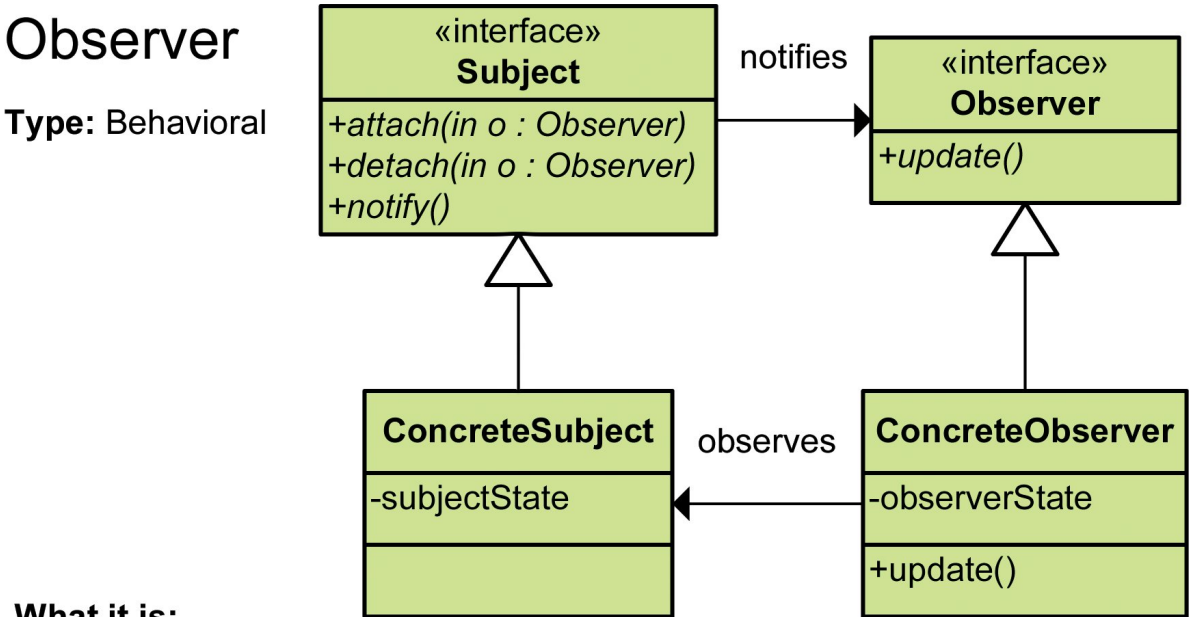 Observer
Type: Behavioral
«interface»
Subject
+attach(in o : Observer)
+detach(in o : Observer)
+notify()
notifies
«interface»
Observer
+update()
ConcreteSubject
-subjectState
observes
ConcreteObserver
-observerState
+update()
What it is: